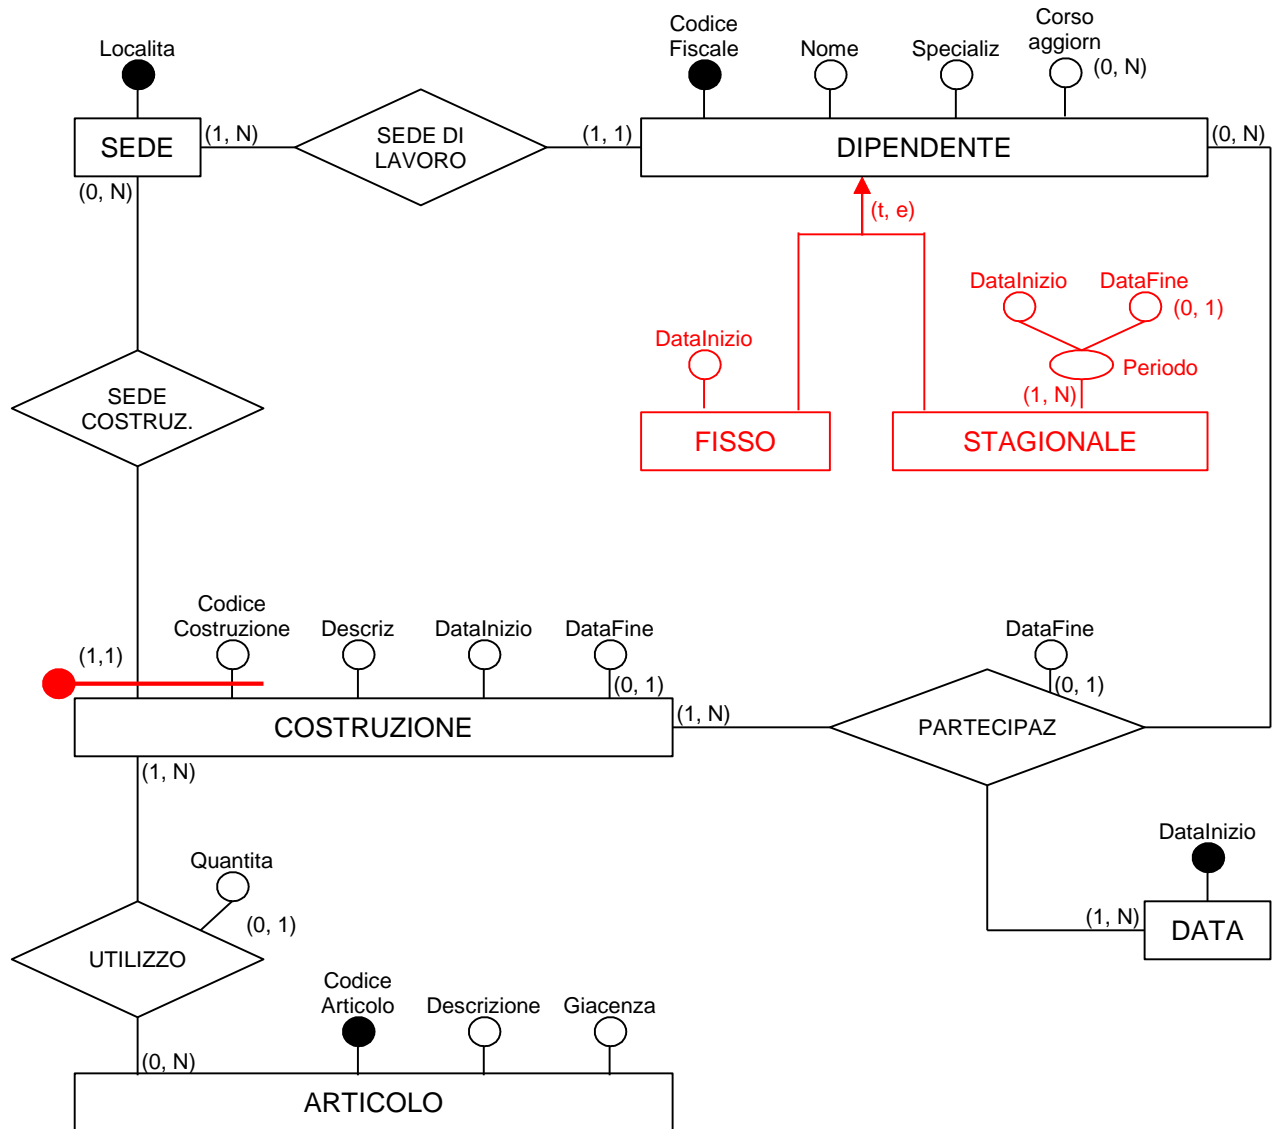 Localita
Codice
Fiscale
Nome
Specializ
Corso
aggiorn
(0, N)
SEDE
(1, N)
SEDE DI
LAVORO
(1, 1)
DIPENDENTE
(0, N)
(0, N)
(t, e)
DataInizio
DataFine
(0, 1)
DataInizio
Periodo
(1, N)
SEDE
COSTRUZ.
FISSO
STAGIONALE
Codice
Costruzione
Descriz
DataInizio
DataFine
DataFine
(1,1)
(0, 1)
(0, 1)
COSTRUZIONE
(1, N)
PARTECIPAZ
(1, N)
DataInizio
Quantita
(0, 1)
(1, N)
DATA
UTILIZZO
Codice
Articolo
Descrizione
Giacenza
(0, N)
ARTICOLO